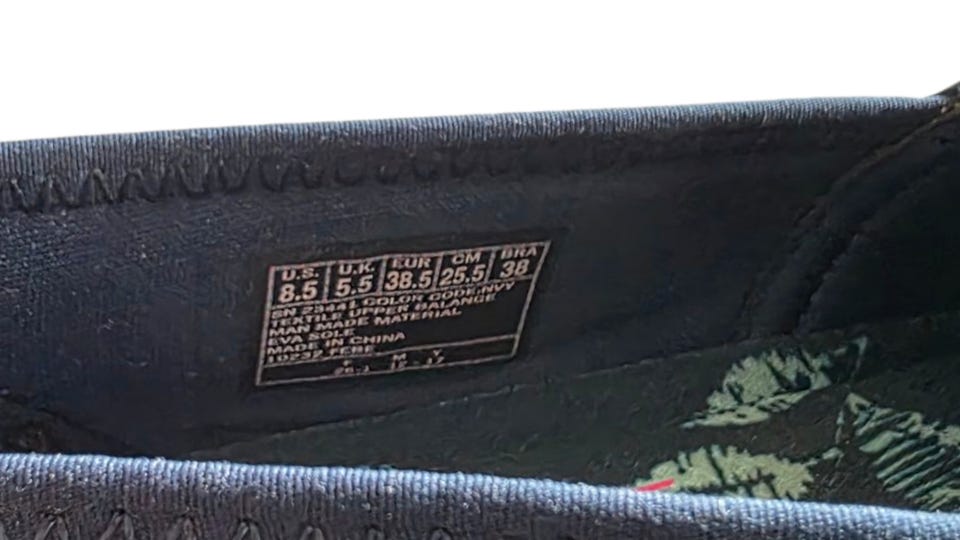 U.S. U.K. EUR CM BRA
8.5 5.5 38.5 25.5 38
SN COLOR CODE:NVY
TEXTILE UPPER BALANCE
MAN MADE MATERIAL
EVA SOLE
MADE IN CHINA
10232
M Y